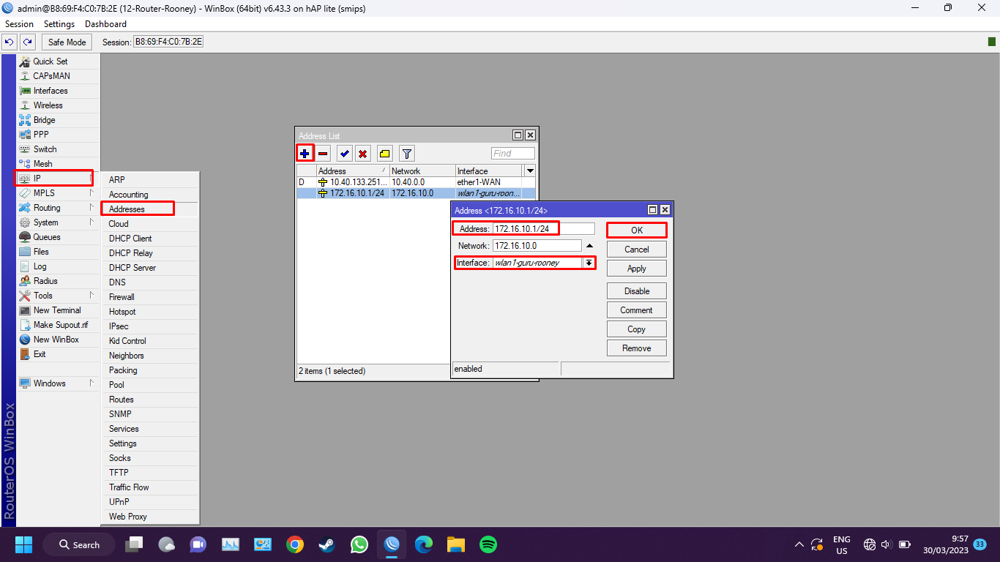 admin@B8:69:F4:C0:7B:2E (12-Router-Rooney) - WinBox (64bit) v6.43.3 on hAP lite (smips)
Session Settings Dashboard
Safe Mode Session: B8:69:F4:C0:7B:2E
Quick Set
CAPsMAN
Interfaces
Wireless
Bridge
PPP
Switch
Mesh
IP
MPLS
Routing
System
Queues
Files
Log
Radius
Tools
New Terminal
Make Supout.rif
New WinBox
Exit
Windows
RouterOS WinBox
ARP
Accounting
Addresses
Cloud
DHCP Client
DHCP Relay
DHCP Server
DNS
Firewall
Hotspot
IPsec
Kid Control
Neighbors
Packing
Pool
Routes
SNMP
Services
Settings
Socks
TFTP
Traffic Flow
UPnP
Web Proxy
Address List
Find
Address Network Interface
D 10.40.133.251... 10.40.0.0 ether1-WAN
172.16.10.1/24 172.16.10.0 wlan1-guru-roon...
2 items (1 selected)
Address <172.16.10.1/24>
Address: 172.16.10.1/24
Network: 172.16.10.0
Interface: wlan1-guru-rooney
OK
Cancel
Apply
Disable
Comment
Copy
Remove
enabled
Search
ENG
US
9:57
30/03/2023
33